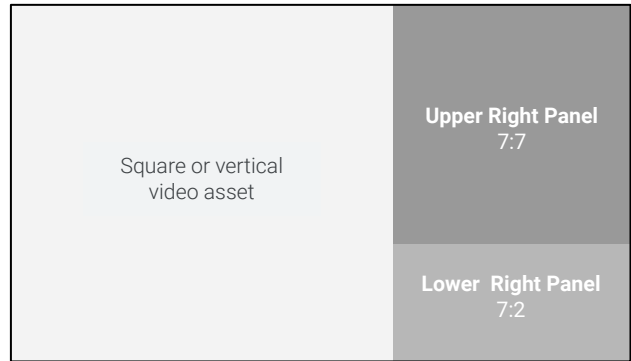 Square or vertical
video asset
Upper Right Panel
7:7
Lower Right Panel
7:2